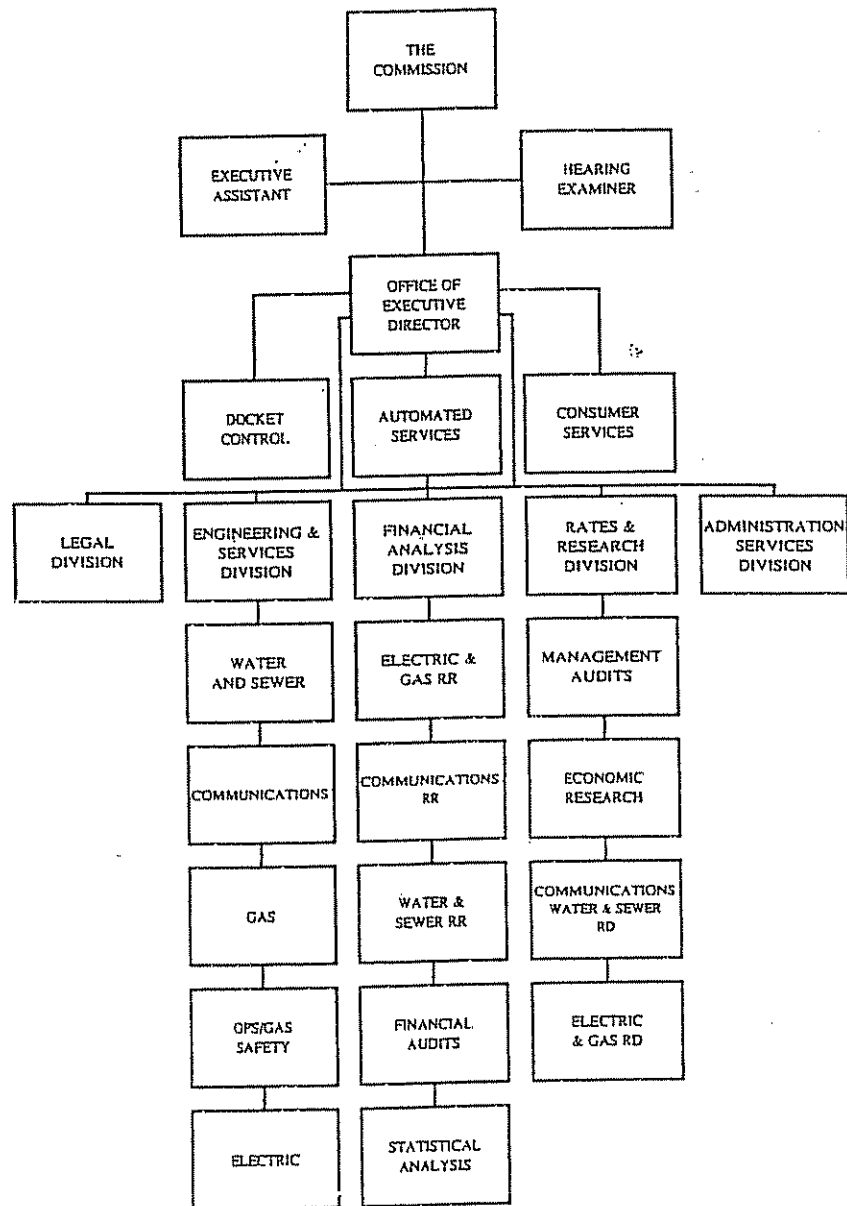 THE
COMMISSION
EXECUTIVE
ASSISTANT
HEARING
EXAMINER
OFFICE OF
EXECUTIVE
DIRECTOR
DOCKET
CONTROL
AUTOMATED
SERVICES
CONSUMER
SERVICES
LEGAL
DIVISION
ENGINEERING &
SERVICES
DIVISION
FINANCIAL
ANALYSIS
DIVISION
RATES &
RESEARCH
DIVISION
ADMINISTRATION
SERVICES
DIVISION
WATER
AND SEWER
ELECTRIC &
GAS RR
MANAGEMENT
AUDITS
COMMUNICATIONS
COMMUNICATIONS
RR
ECONOMIC
RESEARCH
GAS
WATER &
SEWER RR
COMMUNICATIONS
WATER & SEWER
RD
OPS/GAS
SAFETY
FINANCIAL
AUDITS
ELECTRIC
& GAS RD
ELECTRIC
STATISTICAL
ANALYSIS